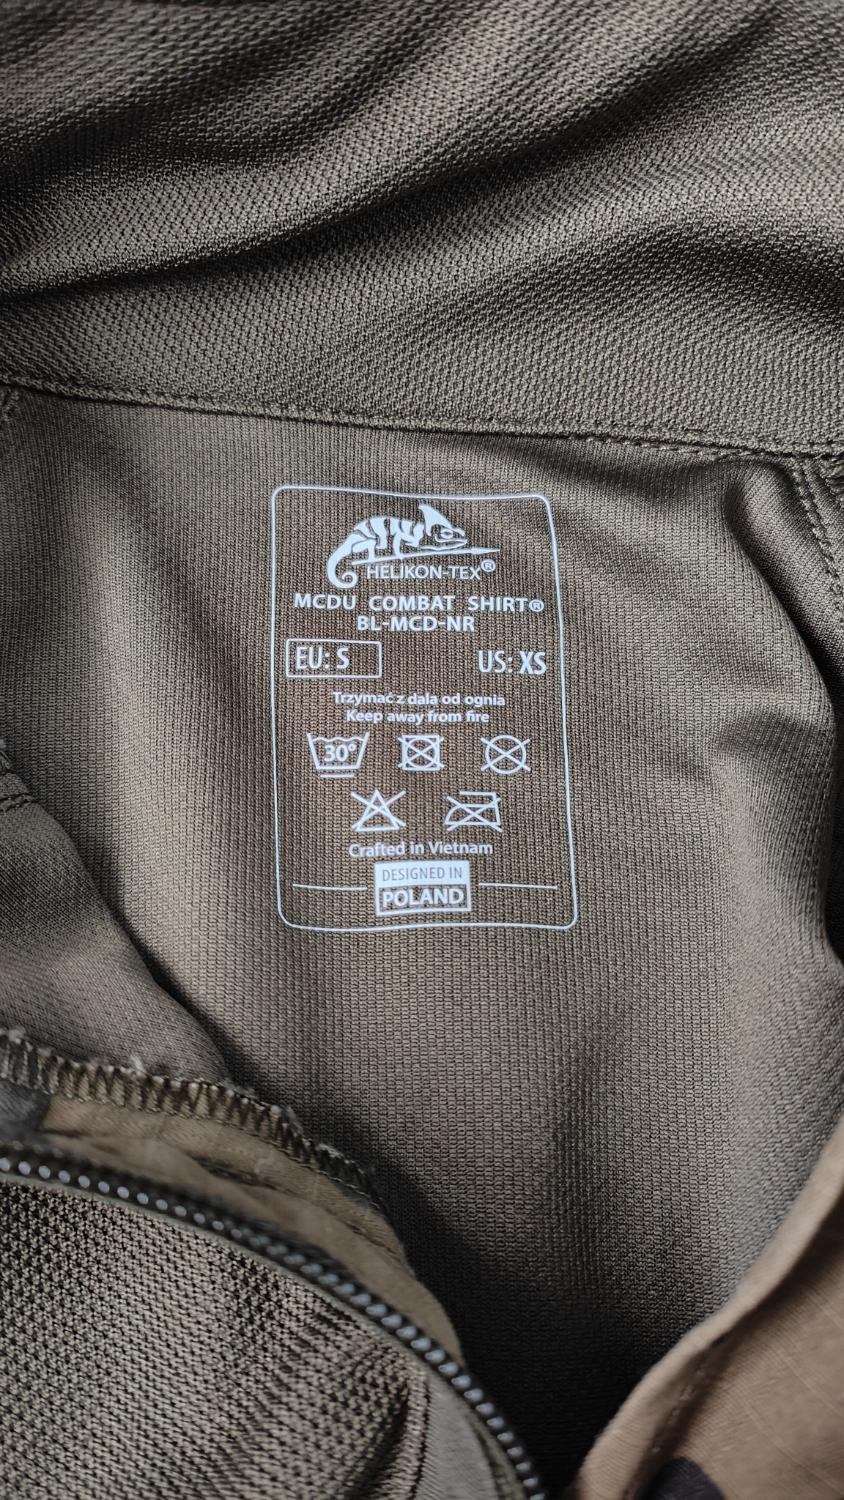 HELIKON-TEX®
MCDU COMBAT SHIRT®
BL-MCD-NR
EU: S US: XS
Trzymać z dala od ognia
Keep away from fire
30°
Crafted in Vietnam
DESIGNED IN
POLAND